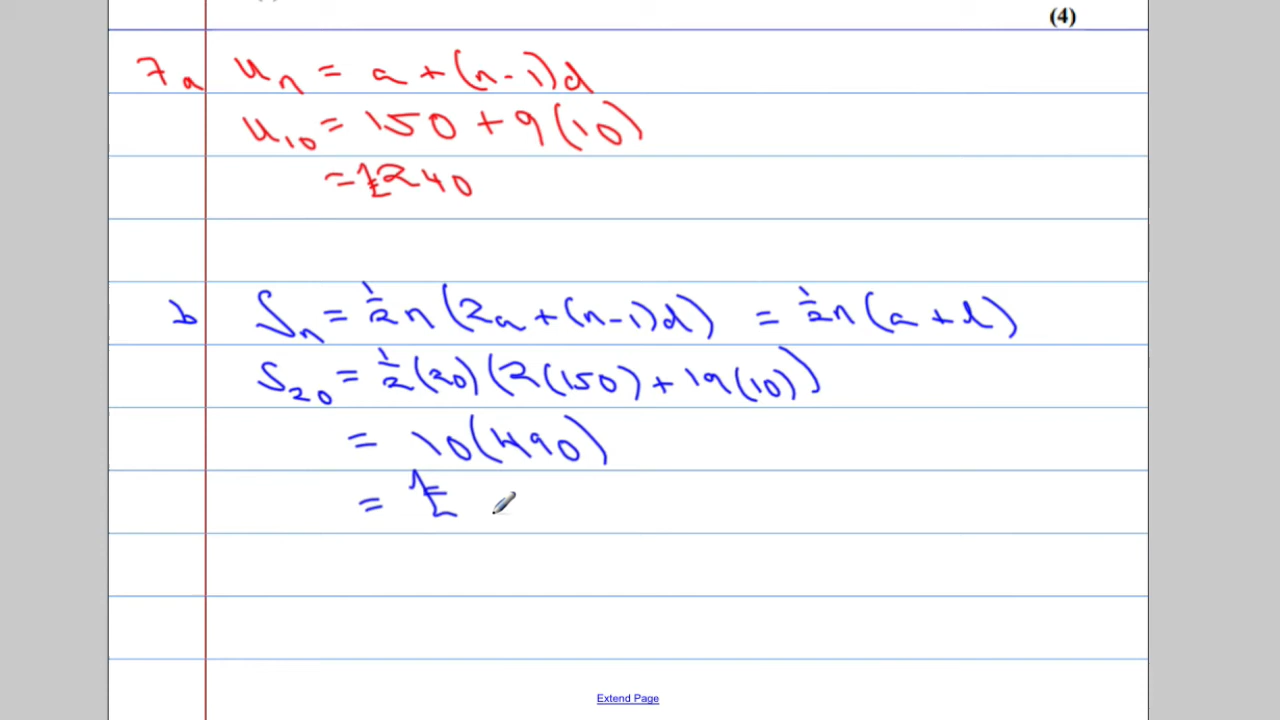 (4)
7a uₙ = a + (n-1)d
u₁₀ = 150 + 9(10)
= £240
b Sₙ = ½n(2a + (n-1)d) = ½n(a + l)
S₂₀ = ½(20)(2(150) + 19(10))
= 10(490)
= £
Extend Page